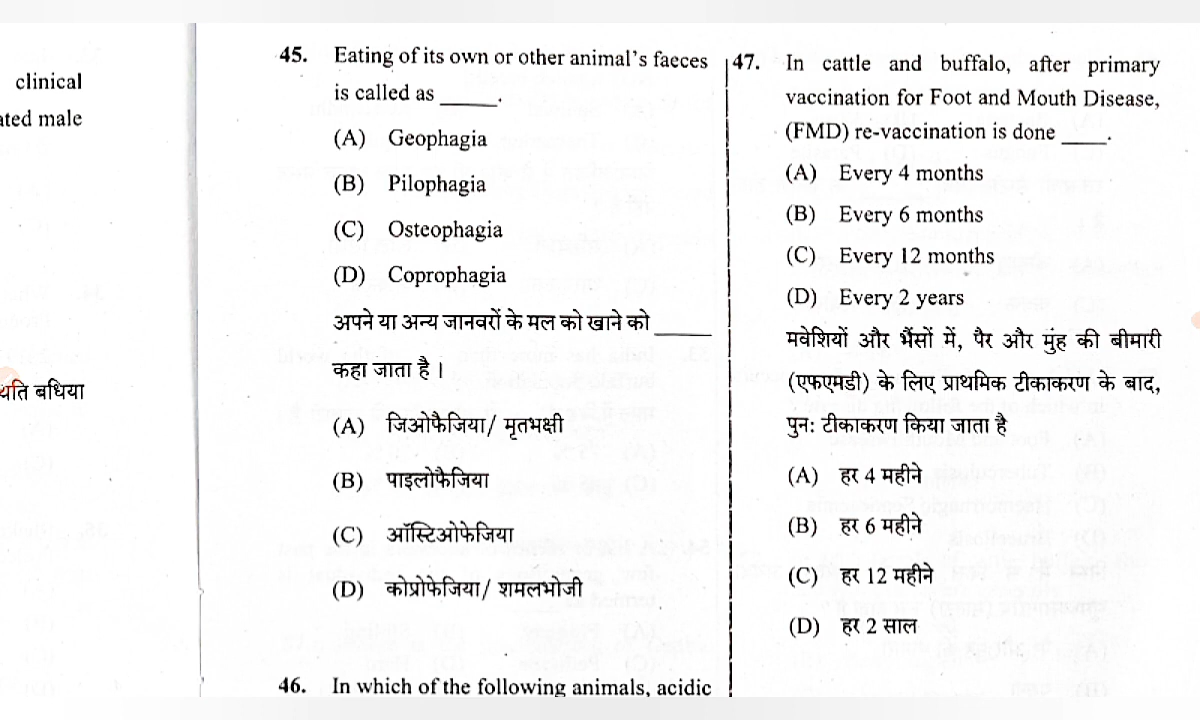 clinical
ated male
यति बधिया
45. Eating of its own or other animal's faeces
is called as ______.
(A) Geophagia
(B) Pilophagia
(C) Osteophagia
(D) Coprophagia
अपने या अन्य जानवरों के मल को खाने को ______
कहा जाता है ।
(A) जिओफैजिया/ मृतभक्षी
(B) पाइलोफैजिया
(C) ऑस्टिओफेजिया
(D) कोप्रोफेजिया/ शमलभोजी
46. In which of the following animals, acidic
47. In cattle and buffalo, after primary
vaccination for Foot and Mouth Disease,
(FMD) re-vaccination is done ____.
(A) Every 4 months
(B) Every 6 months
(C) Every 12 months
(D) Every 2 years
मवेशियों और भैंसों में, पैर और मुंह की बीमारी
(एफएमडी) के लिए प्राथमिक टीकाकरण के बाद,
पुन: टीकाकरण किया जाता है
(A) हर 4 महीने
(B) हर 6 महीने
(C) हर 12 महीने
(D) हर 2 साल